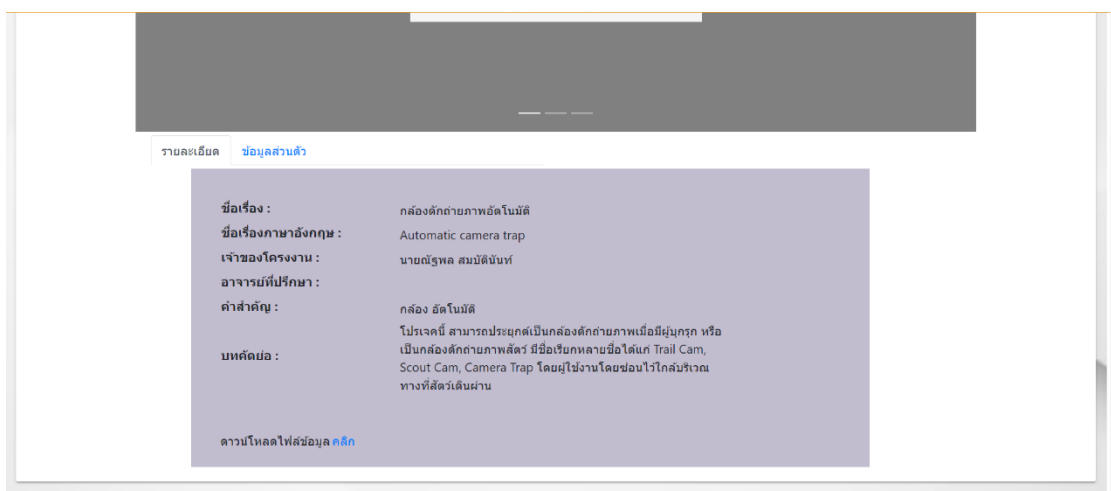 รายละเอียด ข้อมูลส่วนตัว
ชื่อเรื่อง : กล้องดักถ่ายภาพอัตโนมัติ
ชื่อเรื่องภาษาอังกฤษ : Automatic camera trap
เจ้าของโครงงาน : นายณัฐพล สมบัตินันท์
อาจารย์ที่ปรึกษา :
คำสำคัญ : กล้อง อัตโนมัติ
บทคัดย่อ :
โปรเจคนี้ สามารถประยุกต์เป็นกล้องดักถ่ายภาพเมื่อมีผู้บุกรุก หรือ
เป็นกล้องดักถ่ายภาพสัตว์ มีชื่อเรียกหลายชื่อได้แก่ Trail Cam,
Scout Cam, Camera Trap โดยผู้ใช้งานโดยซ่อนไว้ใกล้บริเวณ
ทางที่สัตว์เดินผ่าน
ดาวน์โหลดไฟล์ข้อมูล คลิก